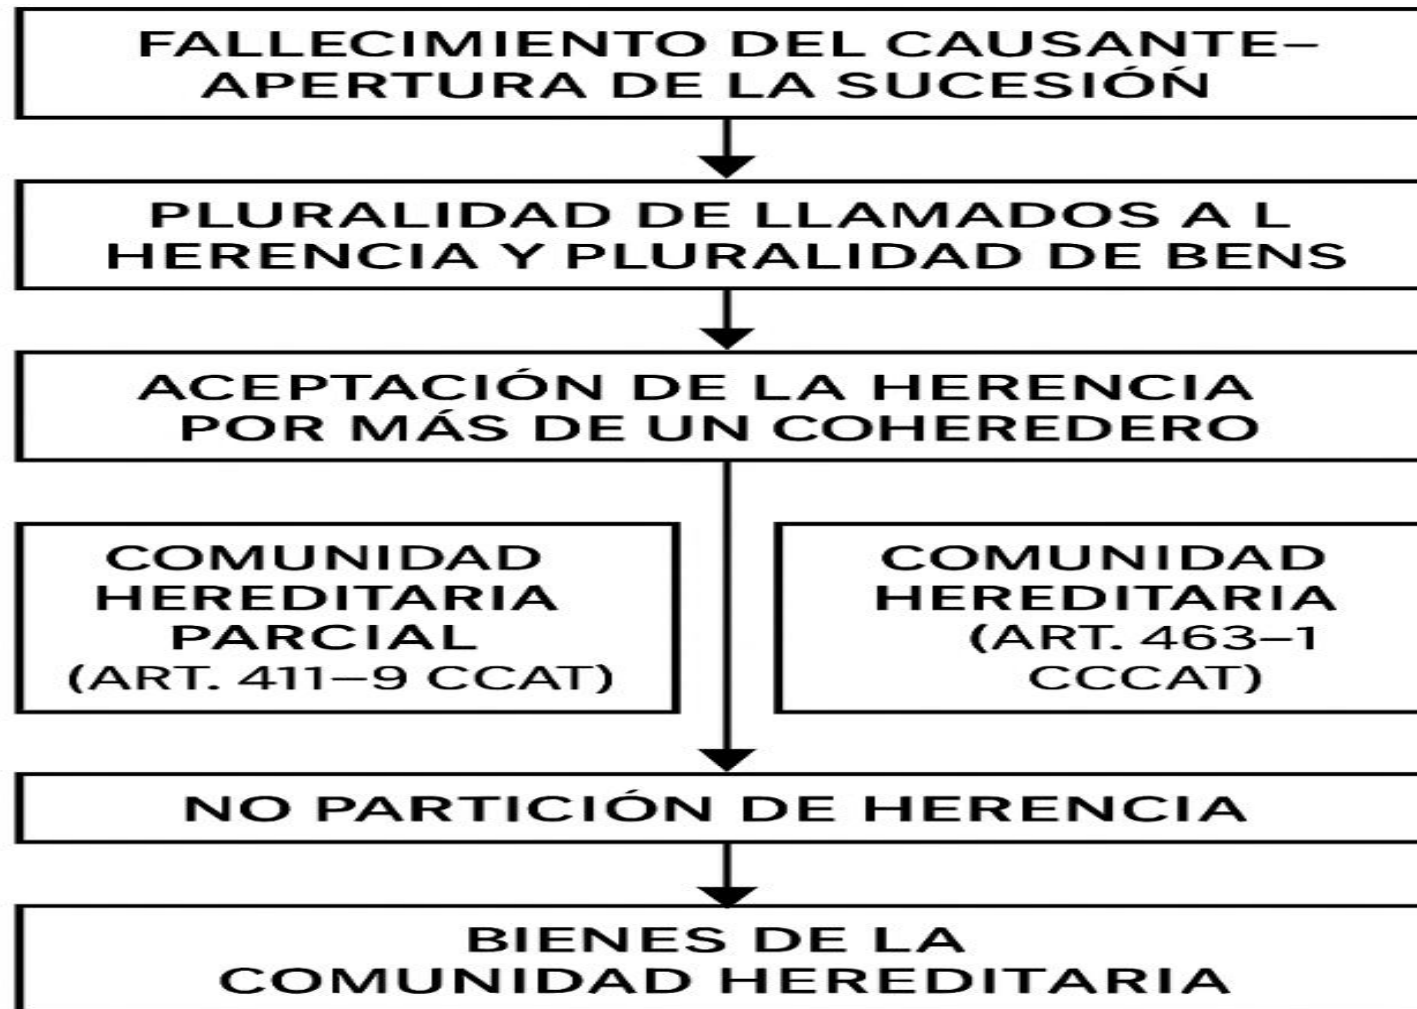 FALLECIMIENTO DEL CAUSANTE–
APERTURA DE LA SUCESIÓŃ
PLURALIDAD DE LLAMADOS A L
HERENCIA Y PLURALIDAD DE BENS
ACEPTACIÓN DE LA HERENCIA
POR MÁS DE UN COHEREDERO
COMUNIDAD
HEREDITARIA
PARCIAL
(ART. 411–9 CCAT)
COMUNIDAD
HEREDITARIA
(ART. 463–1
CCCAT)
NO PARTICIÓN DE HERENCIA
BIENES DE LA
COMUNIDAD HEREDITARIA